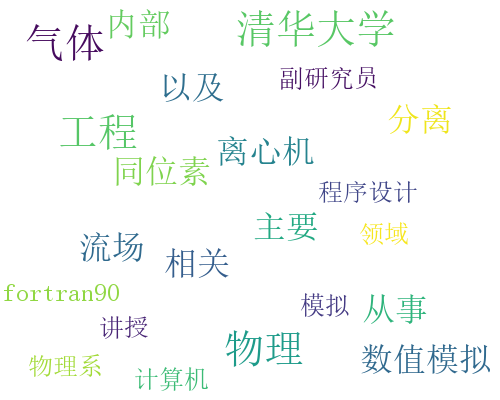 气体
内部
清华大学
以及
副研究员
分离
工程
离心机
同位素
程序设计
主要
领域
流场
相关
fortran90
模拟
从事
讲授
物理
数值模拟
物理系
计算机